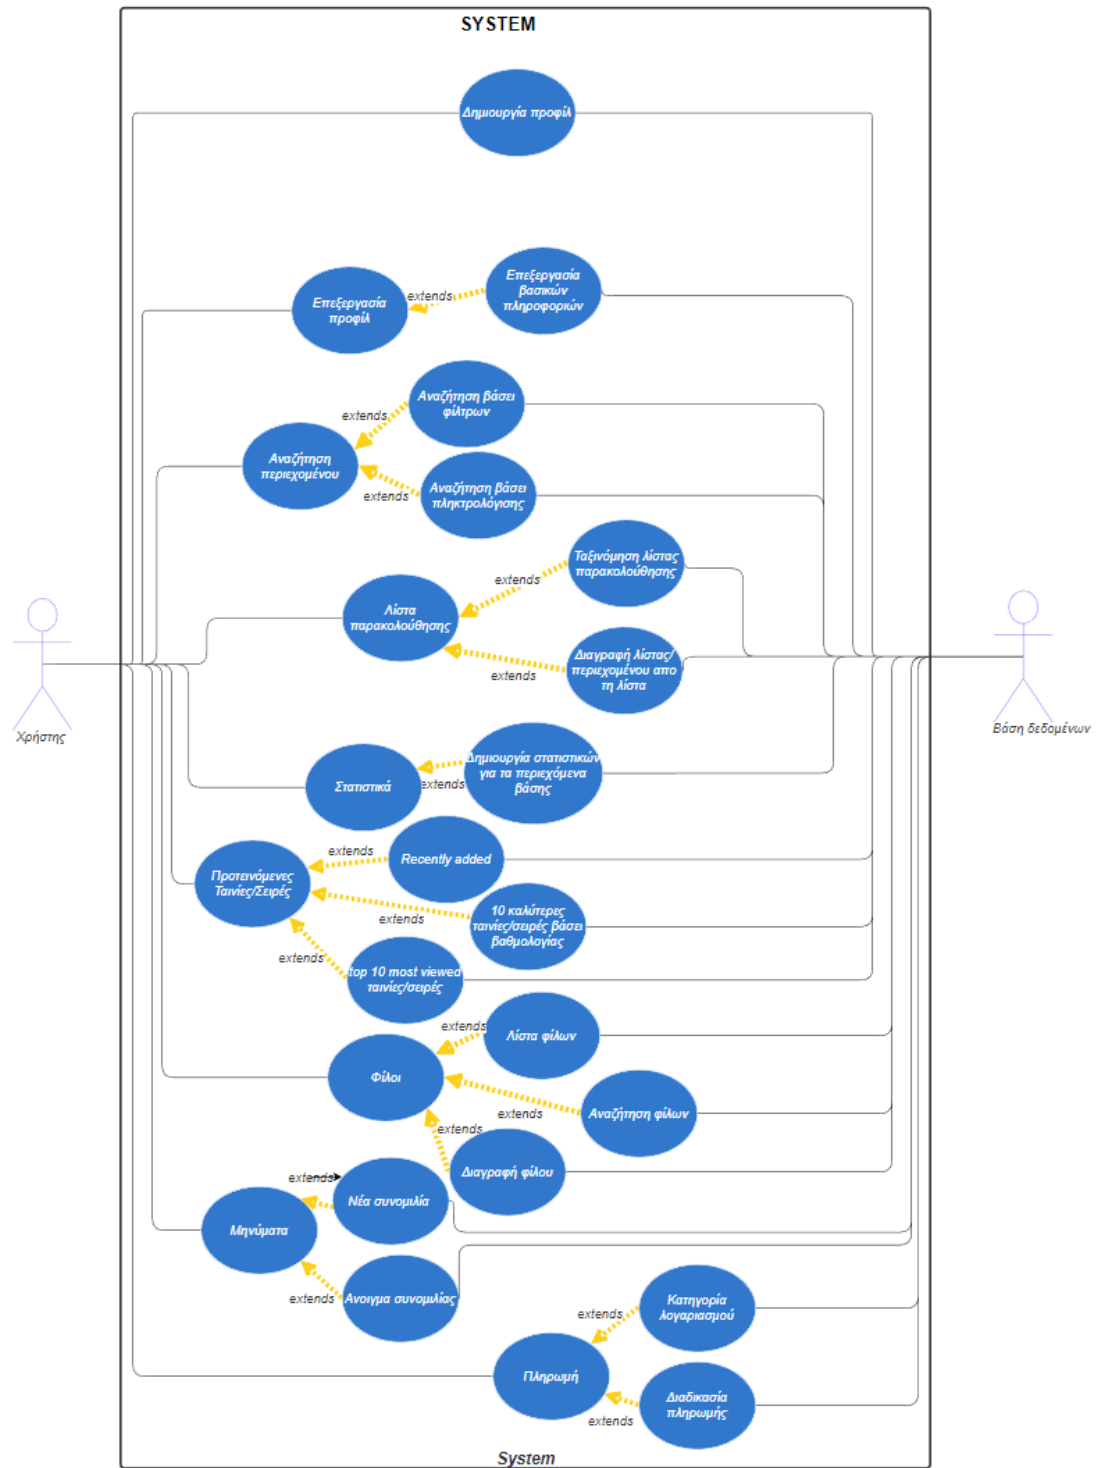 SYSTEM
Δημιουργία προφίλ
Επεξεργασία
βασικών
πληροφοριών
extends
Επεξεργασία
προφίλ
Αναζήτηση βάσει
φίλτρων
extends
Αναζήτηση
περιεχομένου
Αναζήτηση βάσει
πληκτρολόγισης
extends
Ταξινόμηση λίστας
παρακολούθησης
extends
Λίστα
παρακολούθησης
Διαγραφή λίστας/
περιεχομένου απο
τη λίστα
extends
Χρήστης
Βάση δεδομένων
Δημιουργία στατιστικών
για τα περιεχόμενα
βάσης
extends
Στατιστικά
extends
Recently added
Προτεινόμενες
Ταινίες/Σειρές
10 καλύτερες
ταινίες/σειρές βάσει
βαθμολογίας
extends
extends
top 10 most viewed
ταινίες/σειρές
extends
Λίστα φίλων
Φίλοι
extends
Αναζήτηση φίλων
extends
Διαγραφή φίλου
extends
Νέα συνομιλία
Μηνύματα
extends
Ανοιγμα συνομιλίας
Κατηγορία
λογαριασμού
extends
Πληρωμή
Διαδικασία
πληρωμής
extends
System